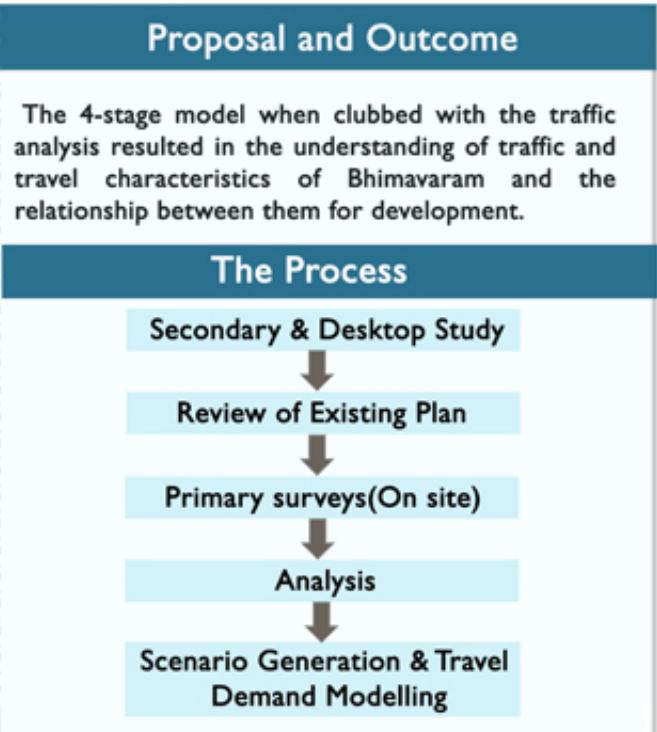 Proposal and Outcome
The 4-stage model when clubbed with the traffic
analysis resulted in the understanding of traffic and
travel characteristics of Bhimavaram and the
relationship between them for development.
The Process
Secondary & Desktop Study
Review of Existing Plan
Primary surveys(On site)
Analysis
Scenario Generation & Travel
Demand Modelling